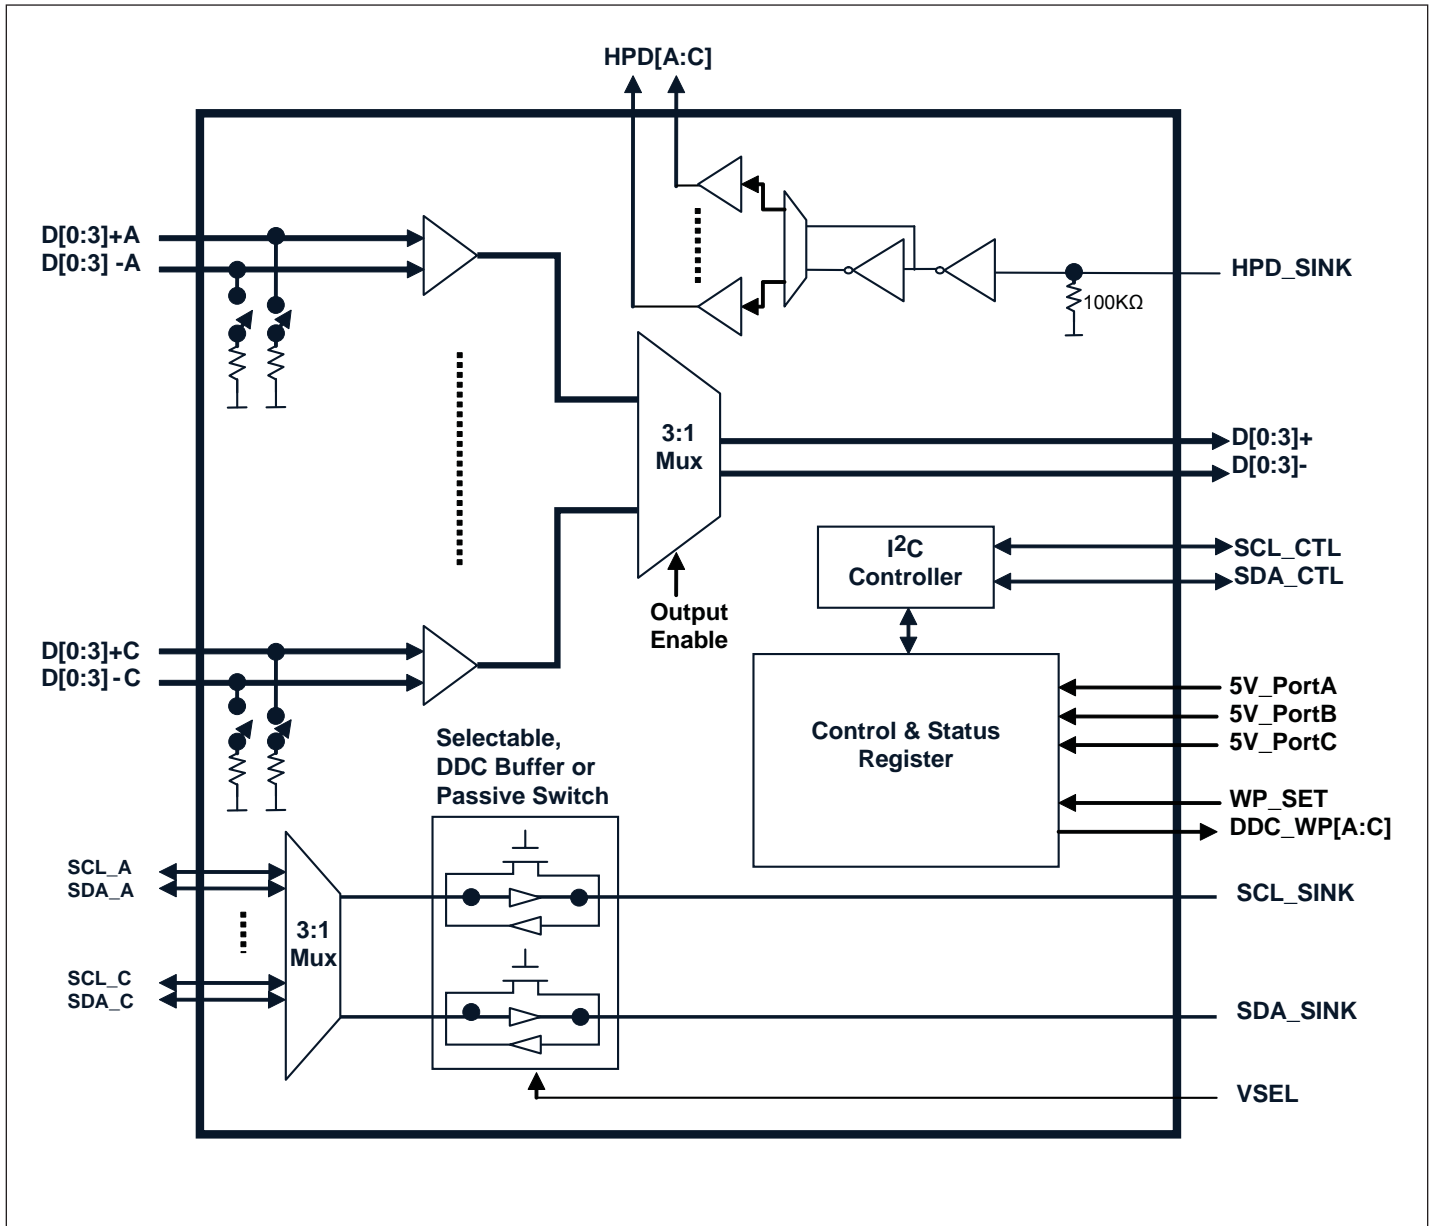 HPD[A:C]
D[0:3]+A
D[0:3] -A
HPD_SINK
100KΩ
3:1
Mux
D[0:3]+
D[0:3]-
I2C
Controller
SCL_CTL
SDA_CTL
Output
Enable
D[0:3]+C
D[0:3] - C
5V_PortA
5V_PortB
5V_PortC
Control & Status
Register
WP_SET
DDC_WP[A:C]
Selectable,
DDC Buffer or
Passive Switch
SCL_A
SDA_A
3:1
Mux
SCL_SINK
SCL_C
SDA_C
SDA_SINK
VSEL